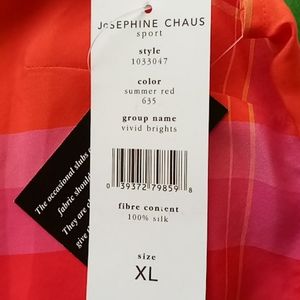 JoSEPHINE CHAUS
sport
style
1033047
color
summer red
635
group name
vivid brights
0 39372 79859 8
fibre content
100% silk
size
XL
The occasional slubs
fabric should
They are
give